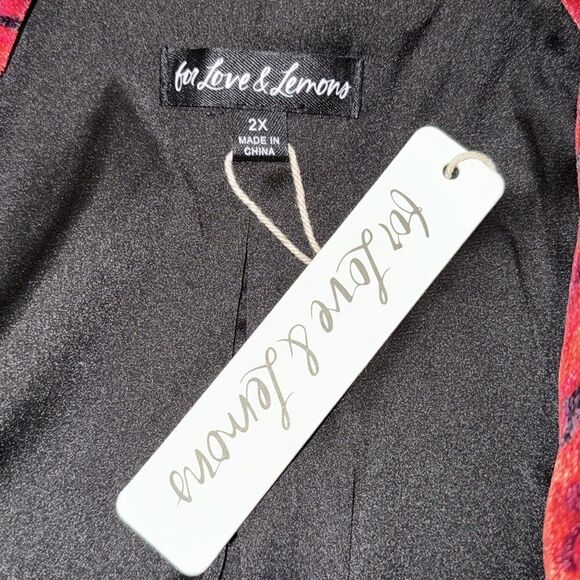 for Love & Lemons
2X
MADE IN
CHINA
for Love & Lemons